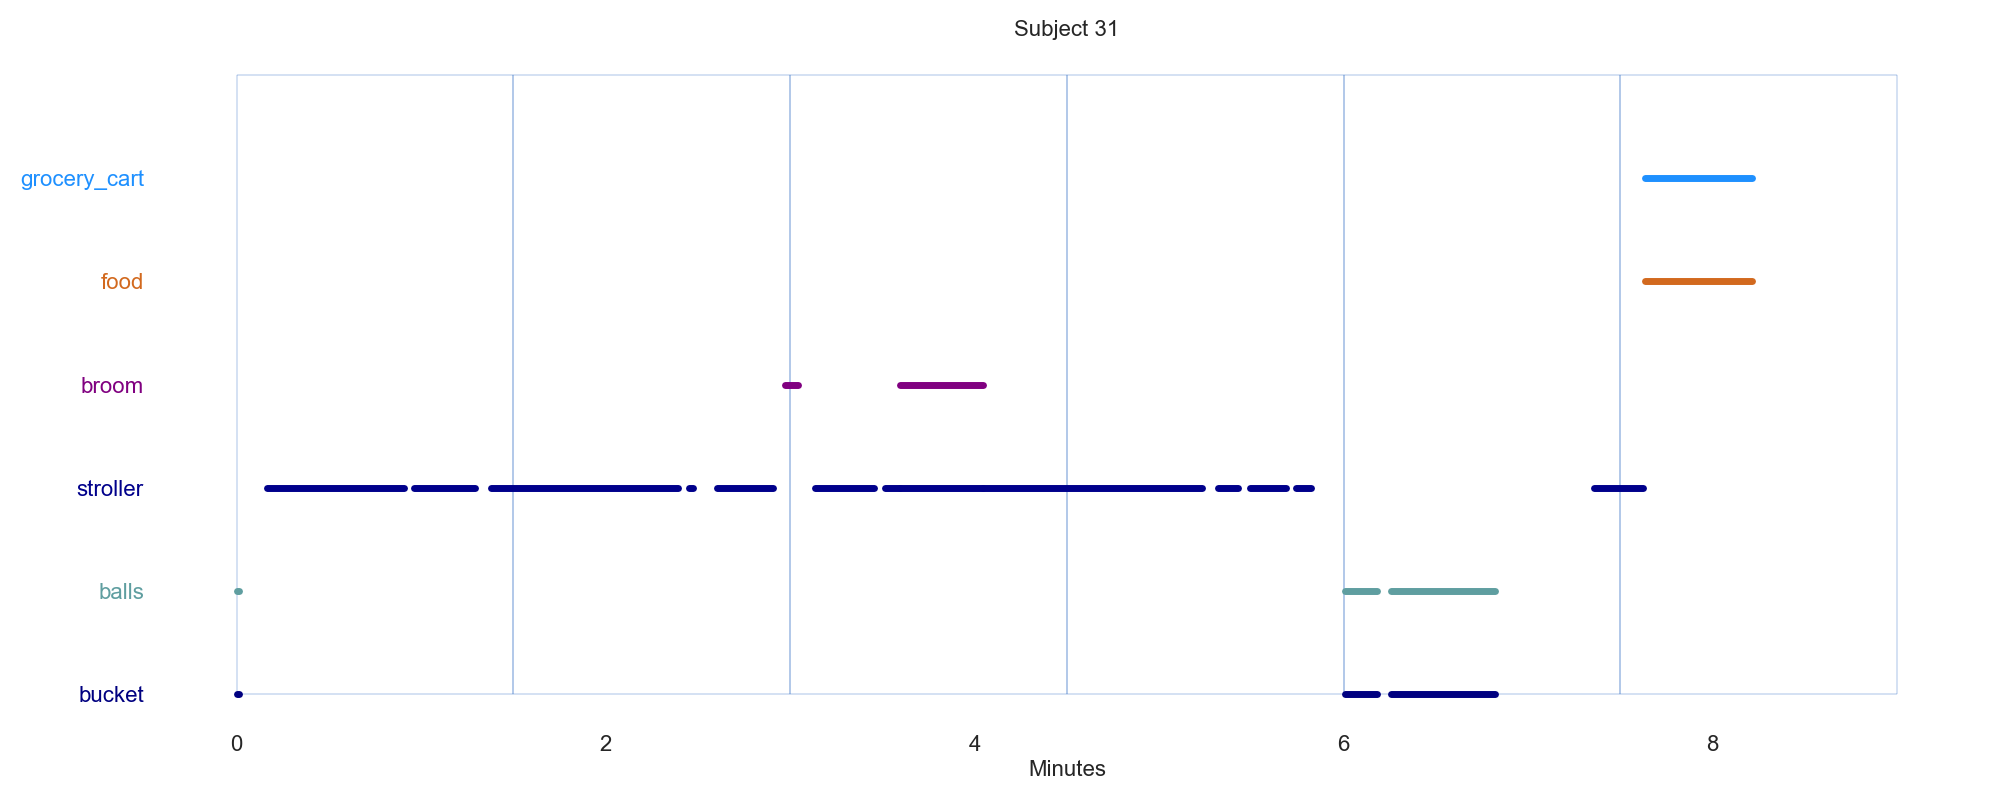 Subject 31
grocery_cart
food
broom
stroller
balls
bucket
0 2 4 6 8
Minutes